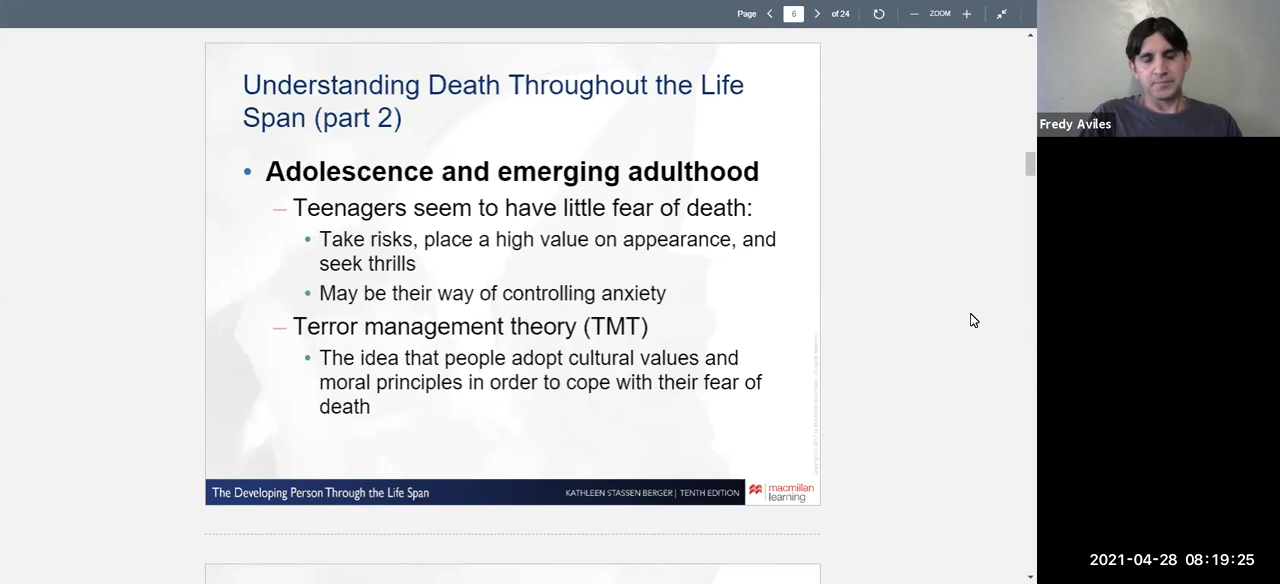 Page 6 of 24 ZOOM
Understanding Death Throughout the Life
Span (part 2)
Adolescence and emerging adulthood
Teenagers seem to have little fear of death:
Take risks, place a high value on appearance, and
seek thrills
May be their way of controlling anxiety
Terror management theory (TMT)
The idea that people adopt cultural values and
moral principles in order to cope with their fear of
death
The Developing Person Through the Life Span
KATHLEEN STASSEN BERGER | TENTH EDITION
macmillan
learning
Fredy Aviles
2021-04-28 08:19:25